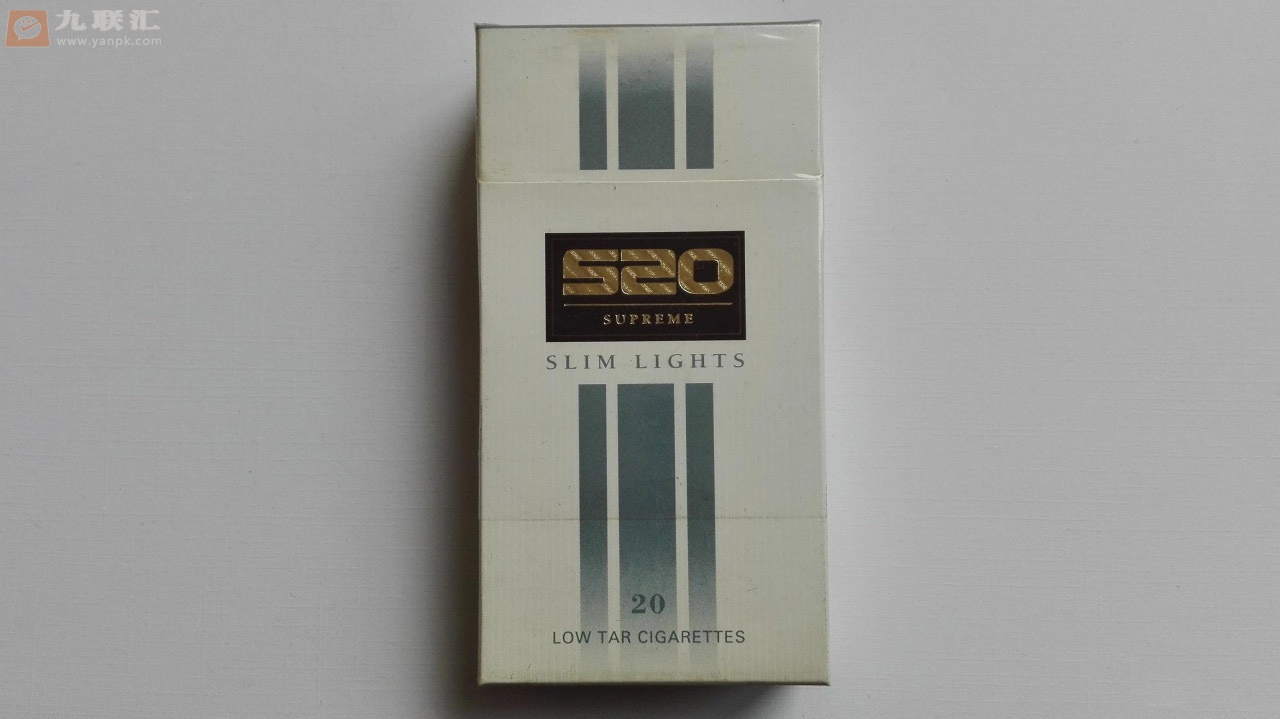 九联汇
www.yanpk.com
520
SUPREME
SLIM LIGHTS
20
LOW TAR CIGARETTES